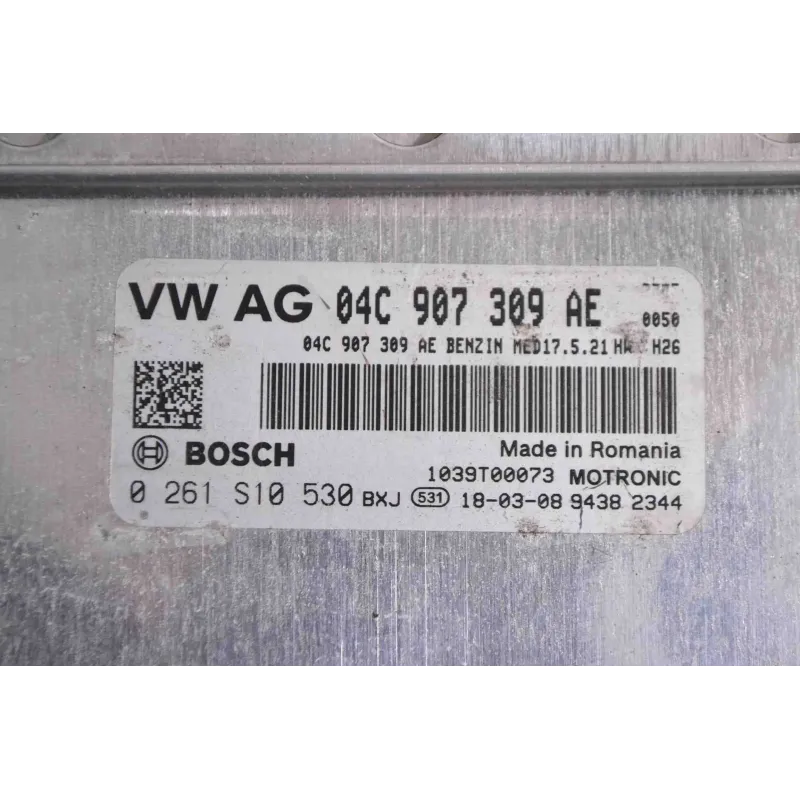 VW AG 04C 907 309 AE
0050
04C 907 309 AE BENZIN MED17.5.21 HW H26
BOSCH
Made in Romania
1039T00073 MOTRONIC
0 261 S10 530 BXJ 531 18-03-08 9438 2344